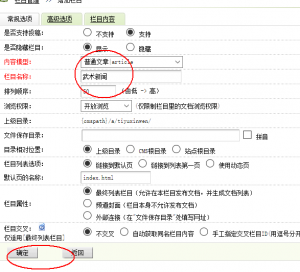 栏目管理 >> 增加栏目
常规选项 高级选项 栏目内容
是否支持投稿： 不支持 支持
是否隐藏栏目： 显示 隐藏
内容模型： 普通文章|article
栏目名称： 武术新闻
排列顺序： 50 （由低 -> 高）
浏览权限： 开放浏览 (仅限制栏目里的文档浏览权限)
上级目录： {cmspath}/a/tiyuxinwen/
文件保存目录： 拼音
目录相对位置： 上级目录 CMS根目录 站点根目录
栏目列表选项： 链接到默认页 链接到列表第一页 使用动态页
默认页的名称： index.html
栏目属性： 最终列表栏目（允许在本栏目发布文档，并生成文档列表）
频道封面（栏目本身不允许发布文档）
外部连接（在"文件保存目录"处填写网址）
栏目交叉：
仅适用[最终列表栏目] 不交叉 自动获取同名栏目内容 手工指定交叉栏目ID(用逗号分开
确定 返回